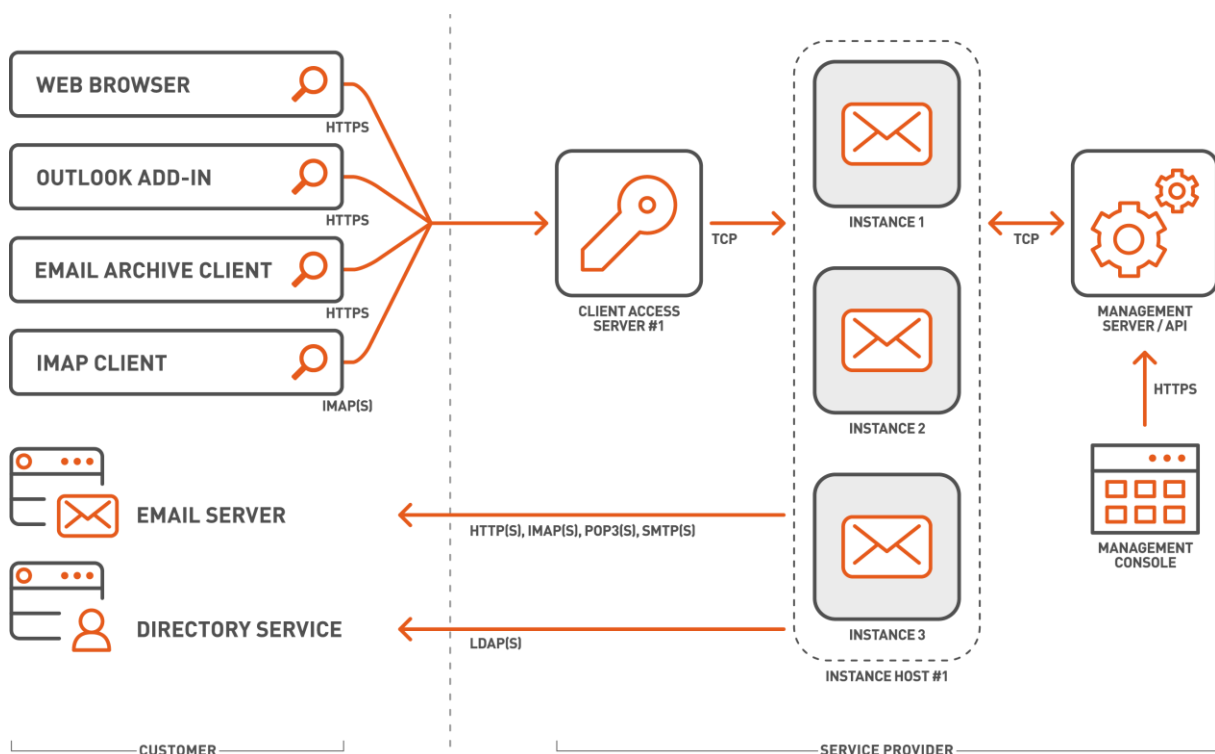 WEB BROWSER
HTTPS
OUTLOOK ADD-IN
HTTPS
EMAIL ARCHIVE CLIENT
HTTPS
IMAP CLIENT
IMAP(S)
EMAIL SERVER
DIRECTORY SERVICE
CUSTOMER
CLIENT ACCESS
SERVER #1
TCP
HTTP(S), IMAP(S), POP3(S), SMTP(S)
LDAP(S)
INSTANCE 1
INSTANCE 2
INSTANCE 3
INSTANCE HOST #1
TCP
MANAGEMENT
SERVER / API
HTTPS
MANAGEMENT
CONSOLE
SERVICE PROVIDER